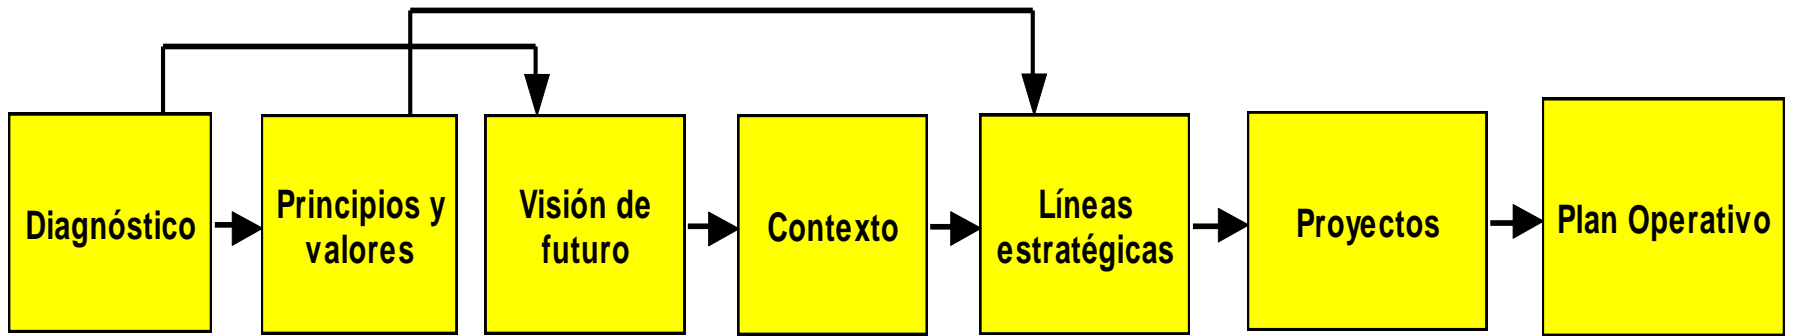 Diagnóstico
Principios y
valores
Visión de
futuro
Contexto
Líneas
estratégicas
Proyectos
Plan Operativo